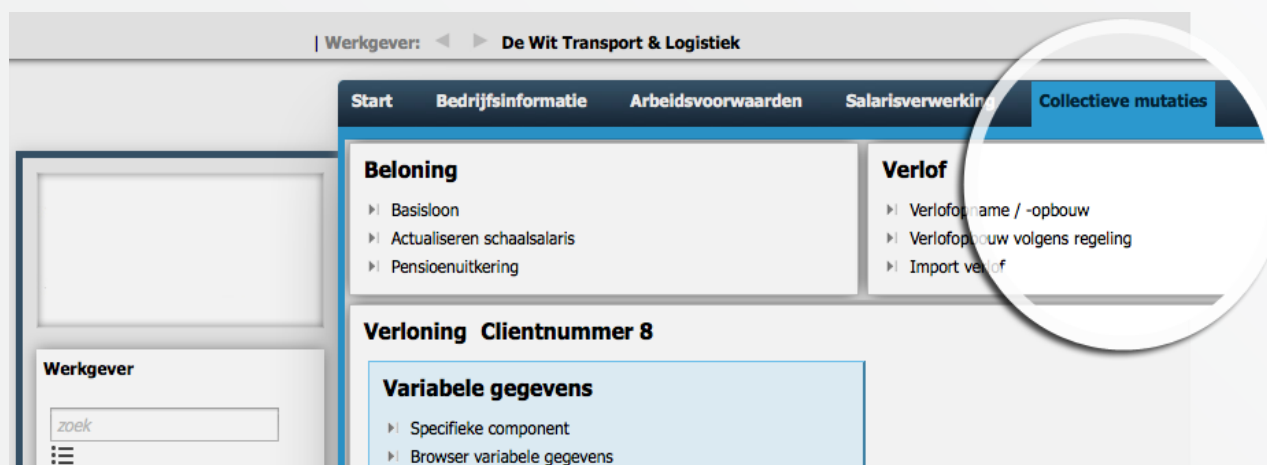 | Werkgever: De Wit Transport & Logistiek
Start Bedrijfsinformatie Arbeidsvoorwaarden Salarisverwerking Collectieve mutaties
Beloning
Basisloon
Actualiseren schaalsalaris
Pensioenuitkering
Verlof
Verlofopname / -opbouw
Verlofopbouw volgens regeling
Import verlof
Verloning Clientnummer 8
Variabele gegevens
Specifieke component
Browser variabele gegevens
Werkgever
zoek